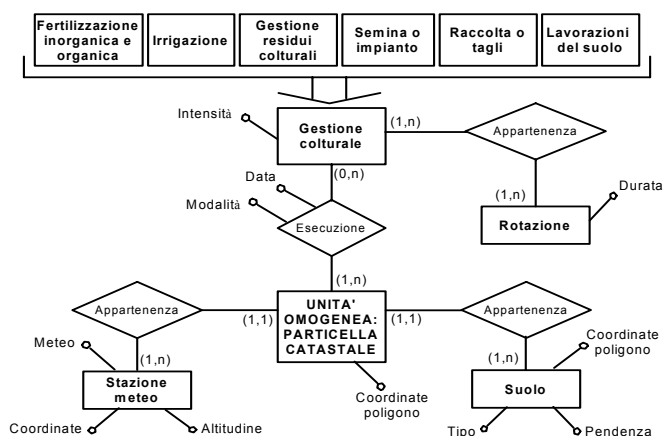 Fertilizzazione
inorganica e
organica
Irrigazione
Gestione
residui
colturali
Semina o
impianto
Raccolta o
tagli
Lavorazioni
del suolo
Intensità
Gestione
colturale
(1,n)
Appartenenza
(0,n)
Data
Modalità
Esecuzione
(1,n)
Durata
Rotazione
(1,n)
Appartenenza
(1,1)
UNITA'
OMOGENEA:
PARTICELLA
CATASTALE
(1,1)
Appartenenza
Meteo
(1,n)
Stazione
meteo
Coordinate
Altitudine
Coordinate
poligono
(1,n)
Coordinate
poligono
Suolo
Tipo
Pendenza